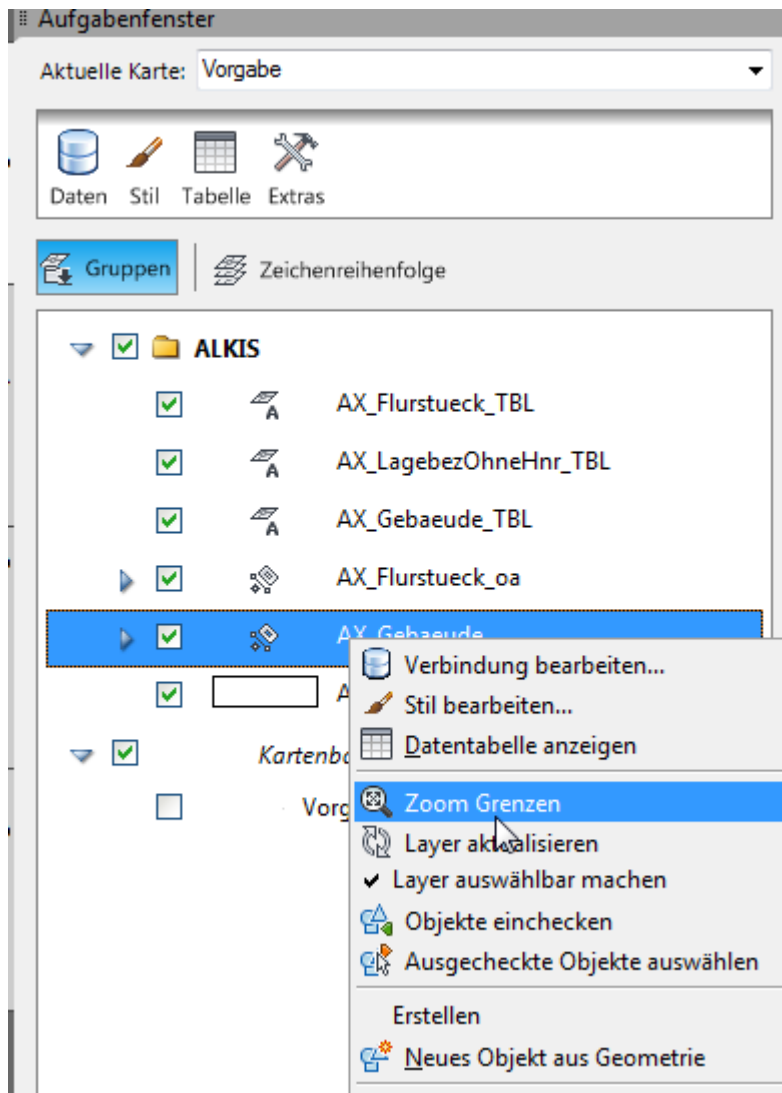 Aufgabenfenster
Aktuelle Karte: Vorgabe
Daten Stil Tabelle Extras
Gruppen Zeichenreihenfolge
ALKIS
AX_Flurstueck_TBL
AX_LagebezOhneHnr_TBL
AX_Gebaeude_TBL
AX_Flurstueck_oa
AX_Gebaeude
Verbindung bearbeiten...
Stil bearbeiten...
Datentabelle anzeigen
Zoom Grenzen
Layer aktualisieren
Layer auswählbar machen
Objekte einchecken
Ausgecheckte Objekte auswählen
Erstellen
Neues Objekt aus Geometrie